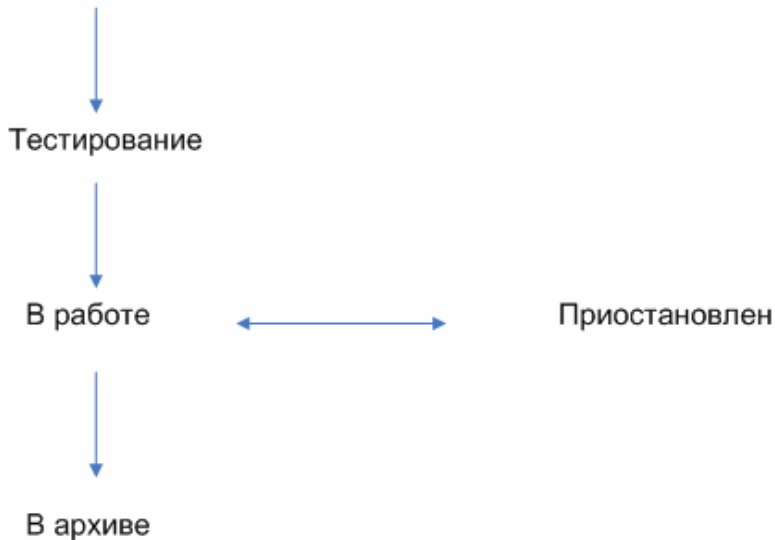 Тестирование
В работе
Приостановлен
В архиве